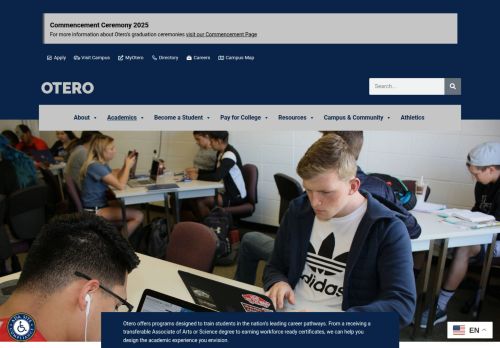 Commencement Ceremony 2025
For more information about Otero's graduation ceremonies visit our Commencement Page
Apply Visit Campus MyOtero Directory Careers Campus Map
OTERO
Search...
About Academics Become a Student Pay for College Resources Campus & Community Athletics
adidas
Otero offers programs designed to train students in the nation's leading career pathways. From a receiving a
transferable Associate of Arts or Science degree to earning workforce ready certificates, we can help you
design the academic experience you envision.
EN